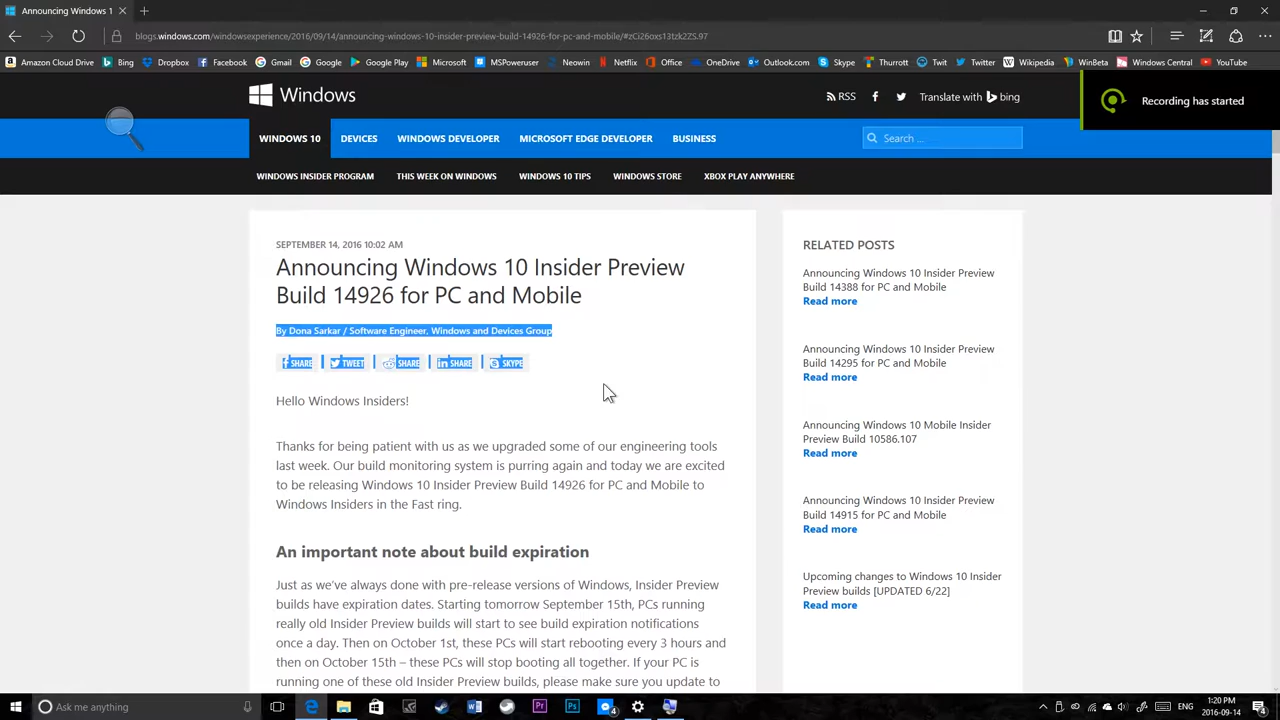 Announcing Windows 1
blogs.windows.com/windowsexperience/2016/09/14/announcing-windows-10-insider-preview-build-14926-for-pc-and-mobile/#zCi26oxs13tzk2ZS.97
Amazon Cloud Drive Bing Dropbox Facebook Gmail Google Google Play Microsoft MSPoweruser Neowin Netflix Office OneDrive Outlook.com Skype Thurrott Twit Twitter Wikipedia WinBeta Windows Central YouTube
Windows
RSS Translate with bing
Recording has started
WINDOWS 10 DEVICES WINDOWS DEVELOPER MICROSOFT EDGE DEVELOPER BUSINESS
Search ...
WINDOWS INSIDER PROGRAM THIS WEEK ON WINDOWS WINDOWS 10 TIPS WINDOWS STORE XBOX PLAY ANYWHERE
SEPTEMBER 14, 2016 10:02 AM
Announcing Windows 10 Insider Preview
Build 14926 for PC and Mobile
By Dona Sarkar / Software Engineer, Windows and Devices Group
SHARE TWEET SHARE SHARE SKYPE
Hello Windows Insiders!
Thanks for being patient with us as we upgraded some of our engineering tools
last week. Our build monitoring system is purring again and today we are excited
to be releasing Windows 10 Insider Preview Build 14926 for PC and Mobile to
Windows Insiders in the Fast ring.
An important note about build expiration
Just as we've always done with pre-release versions of Windows, Insider Preview
builds have expiration dates. Starting tomorrow September 15th, PCs running
really old Insider Preview builds will start to see build expiration notifications
once a day. Then on October 1st, these PCs will start rebooting every 3 hours and
then on October 15th – these PCs will stop booting all together. If your PC is
running one of these old Insider Preview builds, please make sure you update to
RELATED POSTS
Announcing Windows 10 Insider Preview
Build 14388 for PC and Mobile
Read more
Announcing Windows 10 Insider Preview
Build 14295 for PC and Mobile
Read more
Announcing Windows 10 Mobile Insider
Preview Build 10586.107
Read more
Announcing Windows 10 Insider Preview
Build 14915 for PC and Mobile
Read more
Upcoming changes to Windows 10 Insider
Preview builds [UPDATED 6/22]
Read more
Ask me anything
W
Pr
Ps
4
ENG
1:20 PM
2016-09-14
4